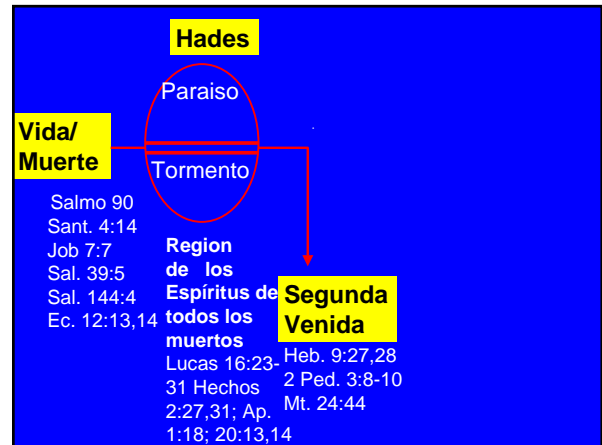 Hades
Paraiso
Vida/
Muerte
Tormento
Salmo 90
Sant. 4:14
Job 7:7
Sal. 39:5
Sal. 144:4
Ec. 12:13,14
Region
de los
Espíritus de
todos los
muertos
Lucas 16:23-
31 Hechos
2:27,31; Ap.
1:18; 20:13,14
Segunda
Venida
Heb. 9:27,28
2 Ped. 3:8-10
Mt. 24:44